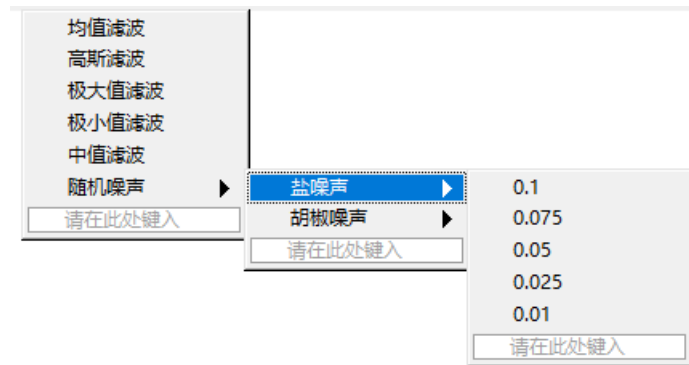 均值滤波
高斯滤波
极大值滤波
极小值滤波
中值滤波
随机噪声
请在此处键入
盐噪声
胡椒噪声
请在此处键入
0.1
0.075
0.05
0.025
0.01
请在此处键入